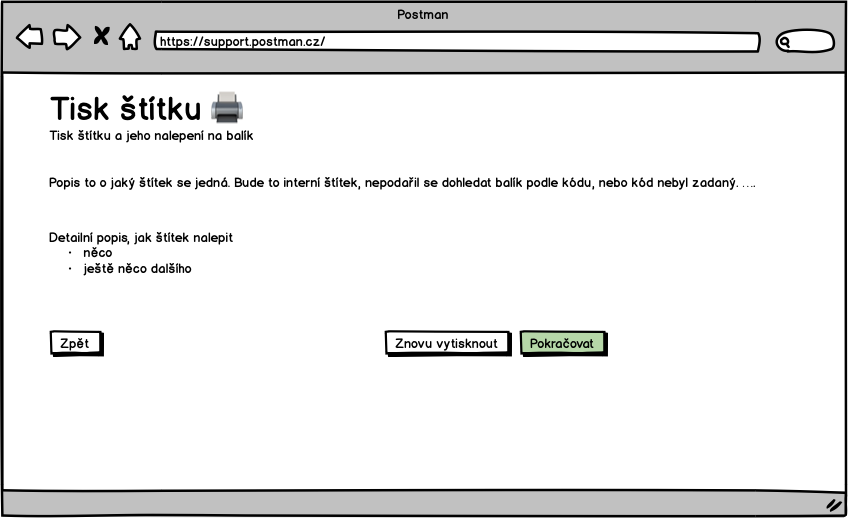 Postman
https://support.postman.cz/
Tisk štítku
Tisk štítku a jeho nalepení na balík
Popis to o jaký štítek se jedná. Bude to interní štítek, nepodařil se dohledat balík podle kódu, nebo kód nebyl zadaný. ....
Detailní popis, jak štítek nalepit
· něco
· ještě něco dalšího
Zpět Znovu vytisknout Pokračovat